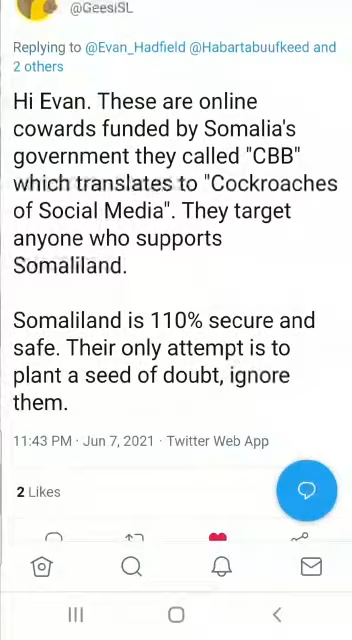 @GeesiSL
Replying to @Evan_Hadfield @Habartabuufkeed and
2 others
Hi Evan. These are online
cowards funded by Somalia's
government they called "CBB"
which translates to "Cockroaches
of Social Media". They target
anyone who supports
Somaliland.
Somaliland is 110% secure and
safe. Their only attempt is to
plant a seed of doubt, ignore
them.
11:43 PM · Jun 7, 2021 · Twitter Web App
2 Likes